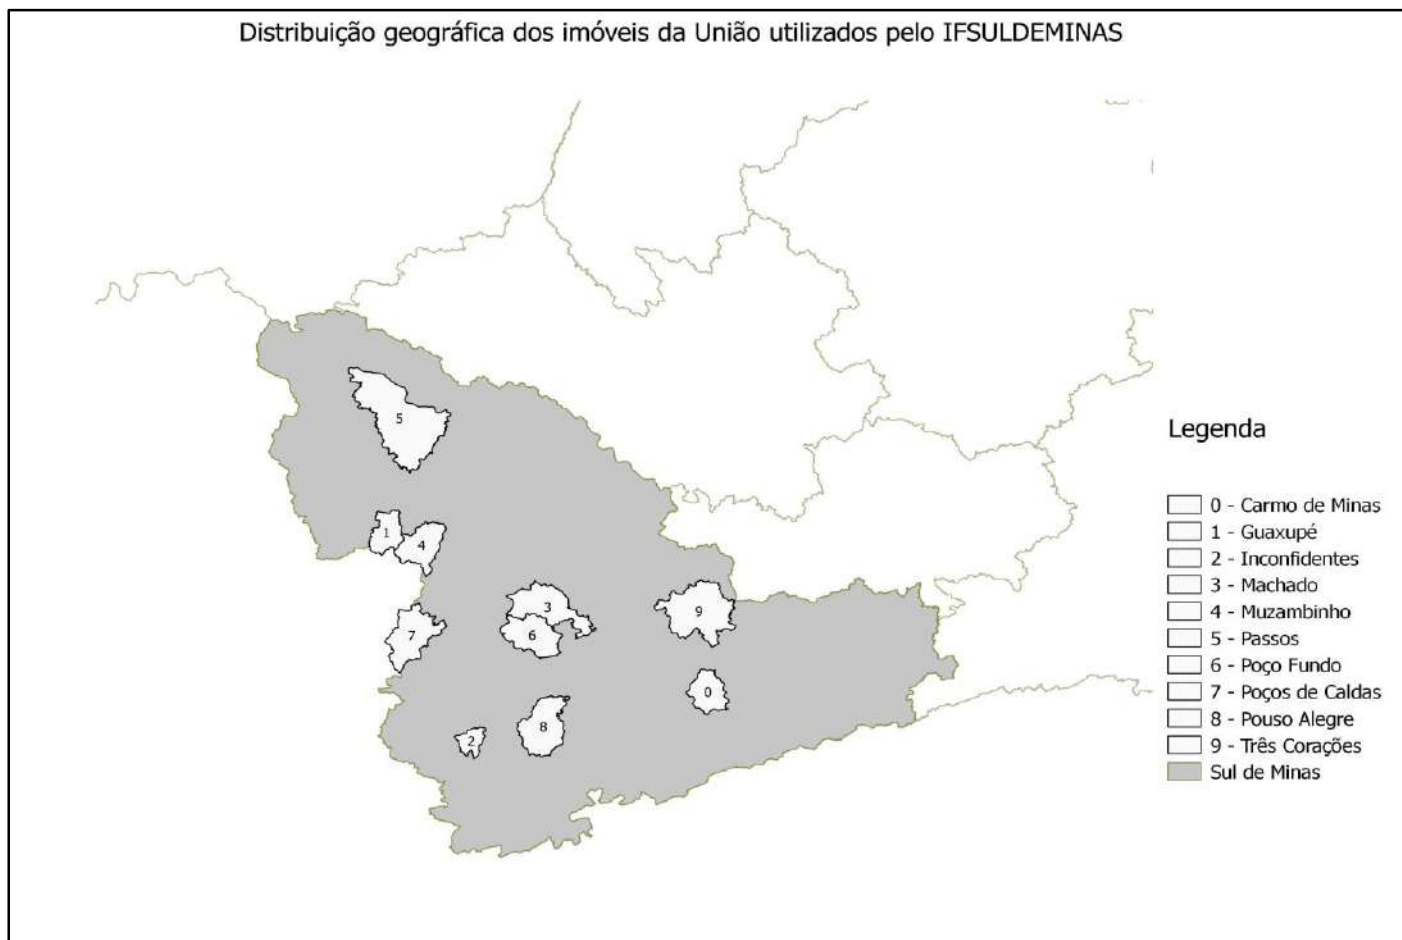 Distribuição geográfica dos imóveis da União utilizados pelo IFSULDEMINAS
5
1
4
3
9
7
6
0
8
2
Legenda
0 - Carmo de Minas
1 - Guaxupé
2 - Inconfidentes
3 - Machado
4 - Muzambinho
5 - Passos
6 - Poço Fundo
7 - Poços de Caldas
8 - Pouso Alegre
9 - Três Corações
Sul de Minas